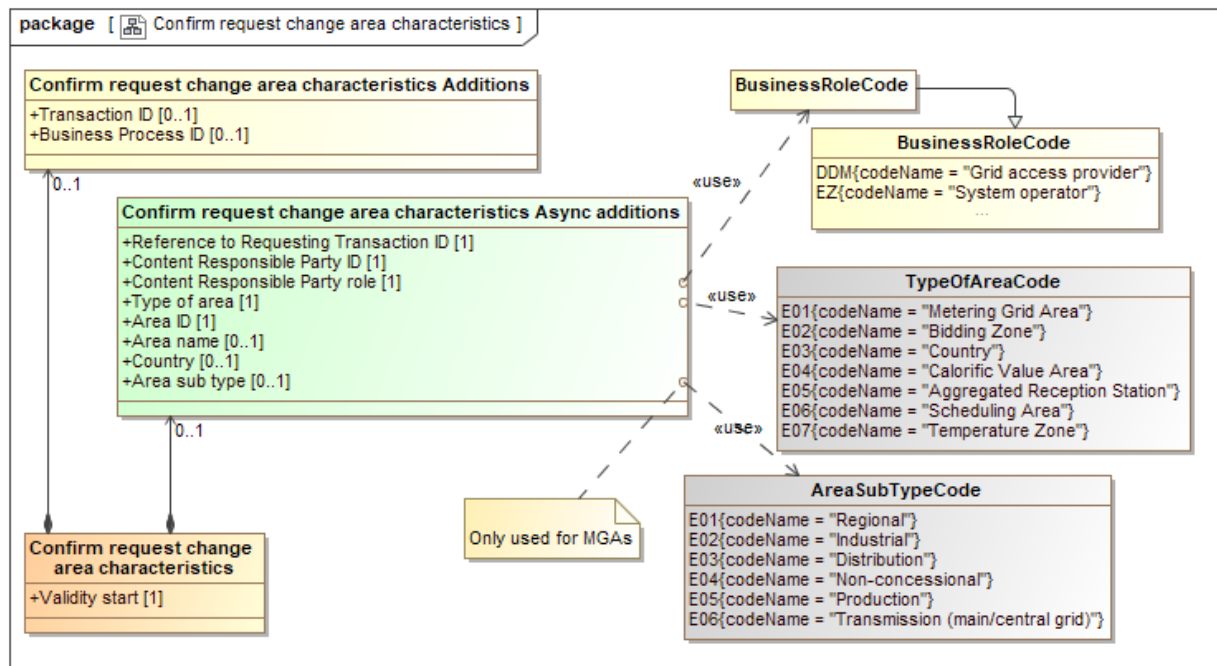 package [ Confirm request change area characteristics ]
Confirm request change area characteristics Additions
+Transaction ID [0..1]
+Business Process ID [0..1]
0..1
Confirm request change area characteristics Async additions
+Reference to Requesting Transaction ID [1]
+Content Responsible Party ID [1]
+Content Responsible Party role [1]
+Type of area [1]
+Area ID [1]
+Area name [0..1]
+Country [0..1]
+Area sub type [0..1]
0..1
Confirm request change
area characteristics
+Validity start [1]
Only used for MGAs
«use»
«use»
«use»
BusinessRoleCode
BusinessRoleCode
DDM{codeName = "Grid access provider"}
EZ{codeName = "System operator"}
...
TypeOfAreaCode
E01{codeName = "Metering Grid Area"}
E02{codeName = "Bidding Zone"}
E03{codeName = "Country"}
E04{codeName = "Calorific Value Area"}
E05{codeName = "Aggregated Reception Station"}
E06{codeName = "Scheduling Area"}
E07{codeName = "Temperature Zone"}
AreaSubTypeCode
E01{codeName = "Regional"}
E02{codeName = "Industrial"}
E03{codeName = "Distribution"}
E04{codeName = "Non-concessional"}
E05{codeName = "Production"}
E06{codeName = "Transmission (main/central grid)"}